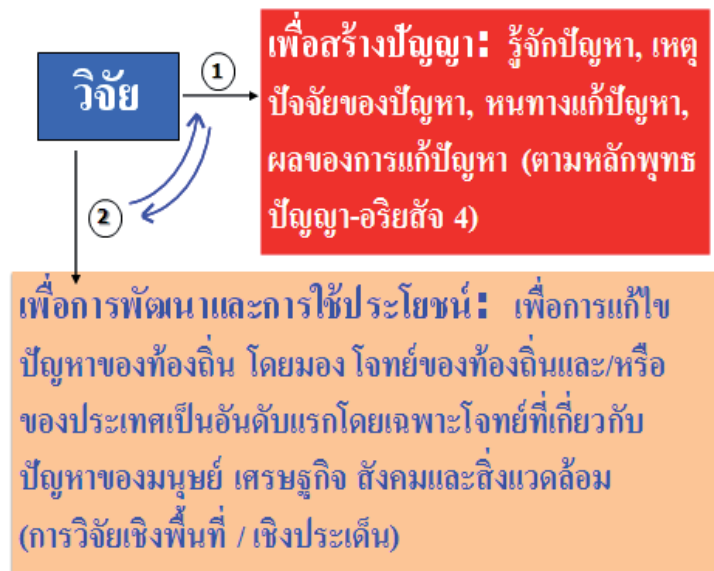 วิจัย
1
เพื่อสร้างปัญญา: รู้จักปัญหา, เหตุ
ปัจจัยของปัญหา, หนทางแก้ปัญหา,
ผลของการแก้ปัญหา (ตามหลักพุทธ
ปัญญา-อริยสัจ 4)
2
เพื่อการพัฒนาและการใช้ประโยชน์: เพื่อการแก้ไข
ปัญหาของท้องถิ่น โดยมอง โจทย์ของท้องถิ่นและ/หรือ
ของประเทศเป็นอันดับแรกโดยเฉพาะโจทย์ที่เกี่ยวกับ
ปัญหาของมนุษย์ เศรษฐกิจ สังคมและสิ่งแวดล้อม
(การวิจัยเชิงพื้นที่ / เชิงประเด็น)